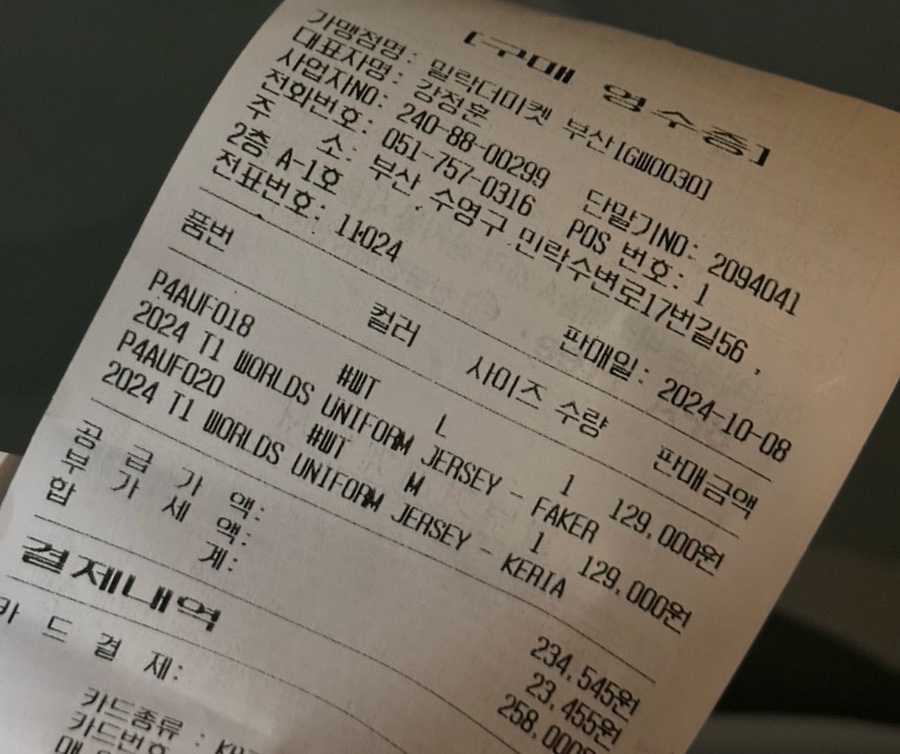 [구매 영수증]
가맹점명: 밀락더마켓 부산[GW0030]
대표자명: 강정훈
사업자NO: 240-88-00299 단말기NO: 2094041
전화번호: 051-757-0316 POS 번호: 1
주 소: 부산 수영구 민락수변로17번길56 ,
2층 A-1호
전표번호: 11024 판매일: 2024-10-08
품번 컬러 사이즈 수량 판매금액
P4AUF018 #WT L 1 129,000원
2024 T1 WORLDS UNIFORM JERSEY - FAKER
P4AUF020 #WT M 1 129,000원
2024 T1 WORLDS UNIFORM JERSEY - KERIA
공 급 가 액: 234,545원
부 가 세 액: 23,455원
합 계: 258,000원
결제내역
카 드 결 제:
카드종류 :
카드번호